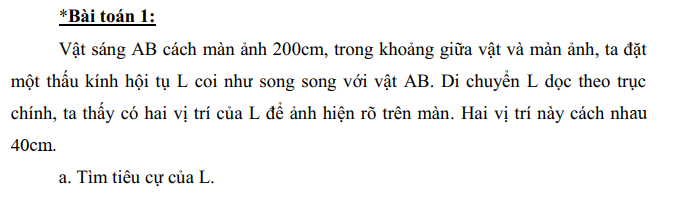 *Bài toán 1:
Vật sáng AB cách màn ảnh 200cm, trong khoảng giữa vật và màn ảnh, ta đặt
một thấu kính hội tụ L coi như song song với vật AB. Di chuyển L dọc theo trục
chính, ta thấy có hai vị trí của L để ảnh hiện rõ trên màn. Hai vị trí này cách nhau
40cm.
a. Tìm tiêu cự của L.